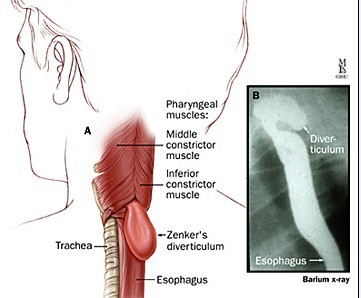 Pharyngeal
muscles:
A
Middle
constrictor
muscle
Inferior
constrictor
muscle
Trachea
Zenker's
diverticulum
Esophagus
B
Diver-
ticulum
Esophagus
Barium x-ray